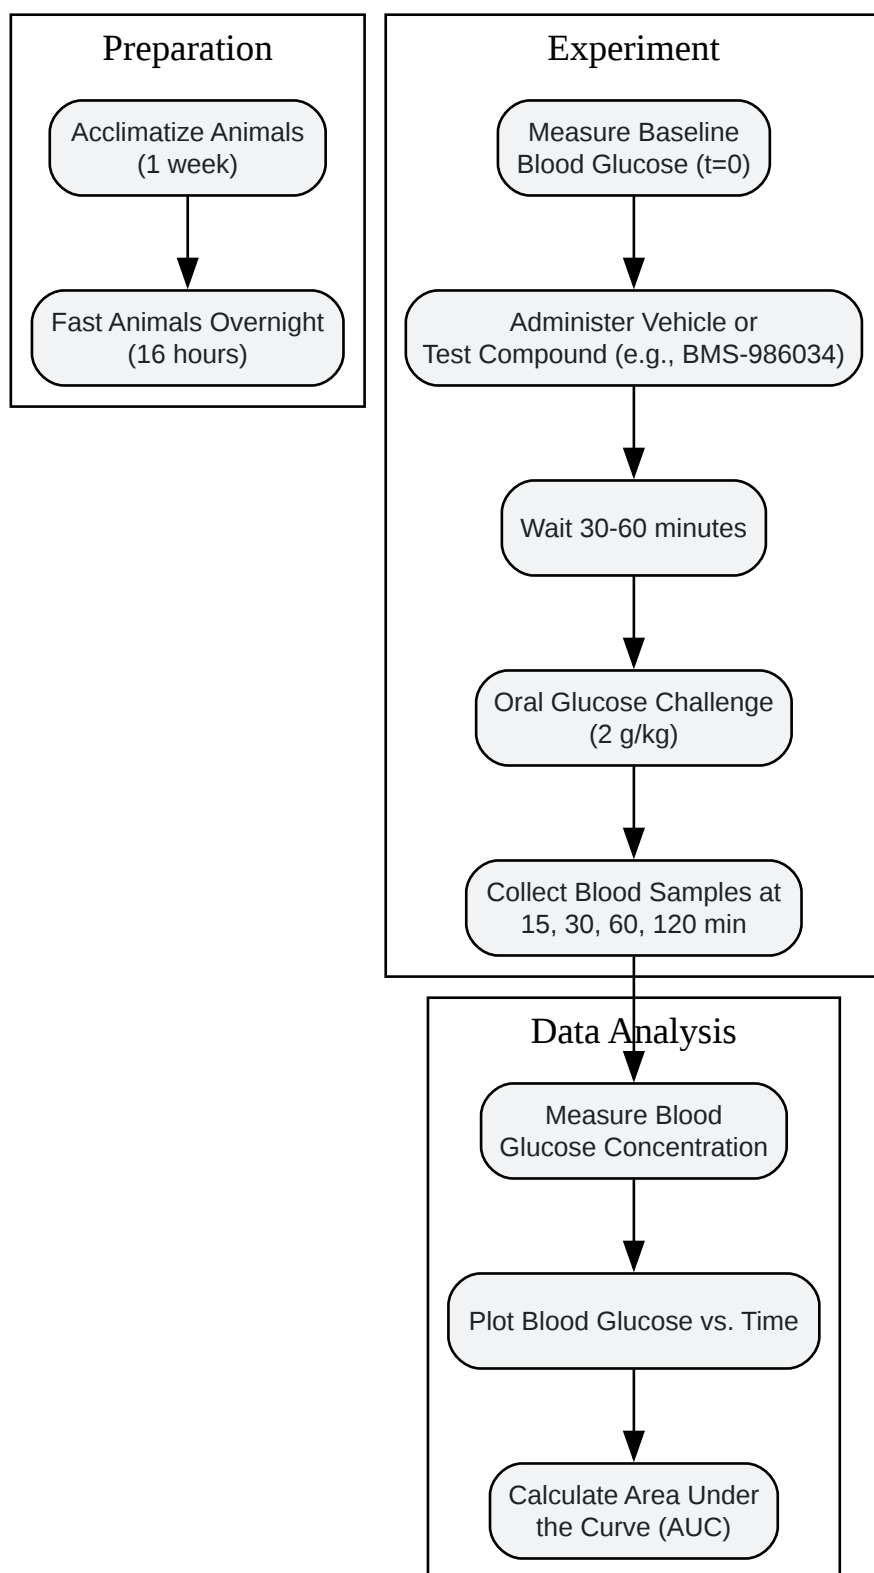 Preparation
Acclimatize Animals
(1 week)
Fast Animals Overnight
(16 hours)
Experiment
Measure Baseline
Blood Glucose (t=0)
Administer Vehicle or
Test Compound (e.g., BMS-986034)
Wait 30-60 minutes
Oral Glucose Challenge
(2 g/kg)
Collect Blood Samples at
15, 30, 60, 120 min
Data Analysis
Measure Blood
Glucose Concentration
Plot Blood Glucose vs. Time
Calculate Area Under
the Curve (AUC)